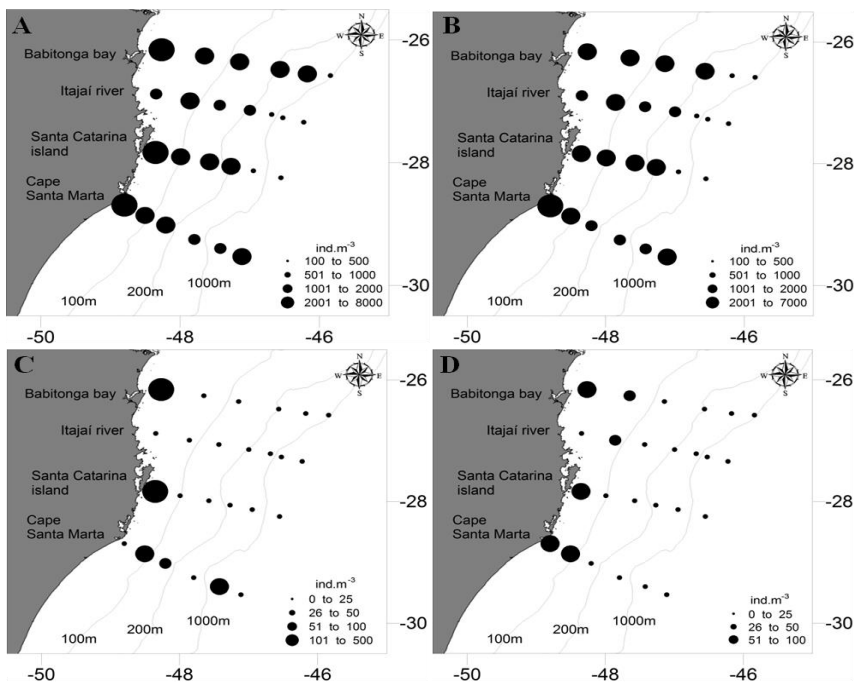 A
Babitonga bay
Itajaí river
Santa Catarina
island
Cape
Santa Marta
N
W E
S
-26
-28
-30
ind.m-3
100 to 500
501 to 1000
1001 to 2000
2001 to 8000
100m
200m
1000m
-50 -48 -46
B
Babitonga bay
Itajaí river
Santa Catarina
island
Cape
Santa Marta
N
W E
S
-26
-28
-30
ind.m-3
100 to 500
501 to 1000
1001 to 2000
2001 to 7000
100m
200m
1000m
-50 -48 -46
C
Babitonga bay
Itajaí river
Santa Catarina
island
Cape
Santa Marta
N
W E
S
-26
-28
-30
ind.m-3
0 to 25
26 to 50
51 to 100
101 to 500
100m
200m
1000m
-50 -48 -46
D
Babitonga bay
Itajaí river
Santa Catarina
island
Cape
Santa Marta
N
W E
S
-26
-28
-30
ind.m-3
0 to 25
26 to 50
51 to 100
100m
200m
1000m
-50 -48 -46